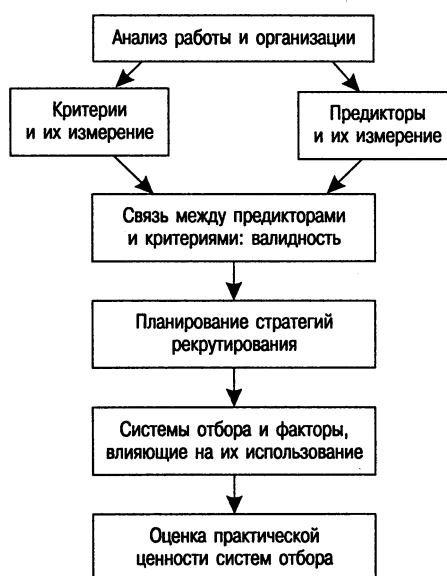 Анализ работы и организации
Критерии
и их измерение
Предикторы
и их измерение
Связь между предикторами
и критериями: валидность
Планирование стратегий
рекрутирования
Системы отбора и факторы,
влияющие на их использование
Оценка практической
ценности систем отбора